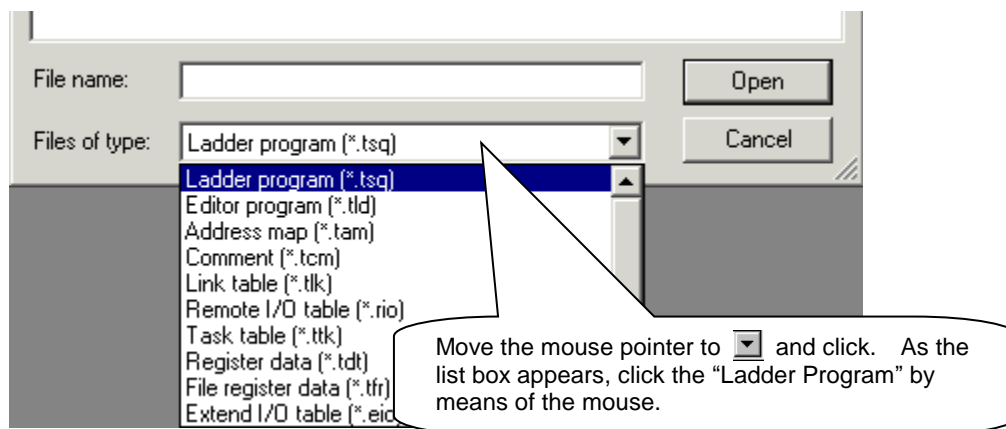 File name:
Open
Files of type:
Ladder program (*.tsq)
Cancel
Ladder program (*.tsq)
Editor program (*.tld)
Address map (*.tam)
Comment (*.tcm)
Link table (*.tlk)
Remote I/O table (*.rio)
Task table (*.ttk)
Register data (*.tdt)
File register data (*.tfr)
Extend I/O table (*.eio
Move the mouse pointer to and click. As the
list box appears, click the “Ladder Program” by
means of the mouse.